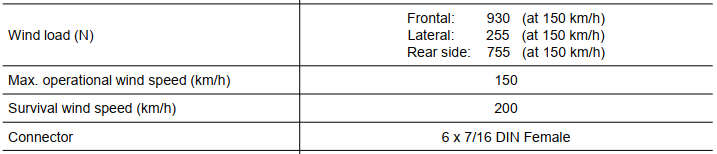 Wind load (N)
Frontal: 930 (at 150 km/h)
Lateral: 255 (at 150 km/h)
Rear side: 755 (at 150 km/h)
Max. operational wind speed (km/h) 150
Survival wind speed (km/h) 200
Connector 6 x 7/16 DIN Female